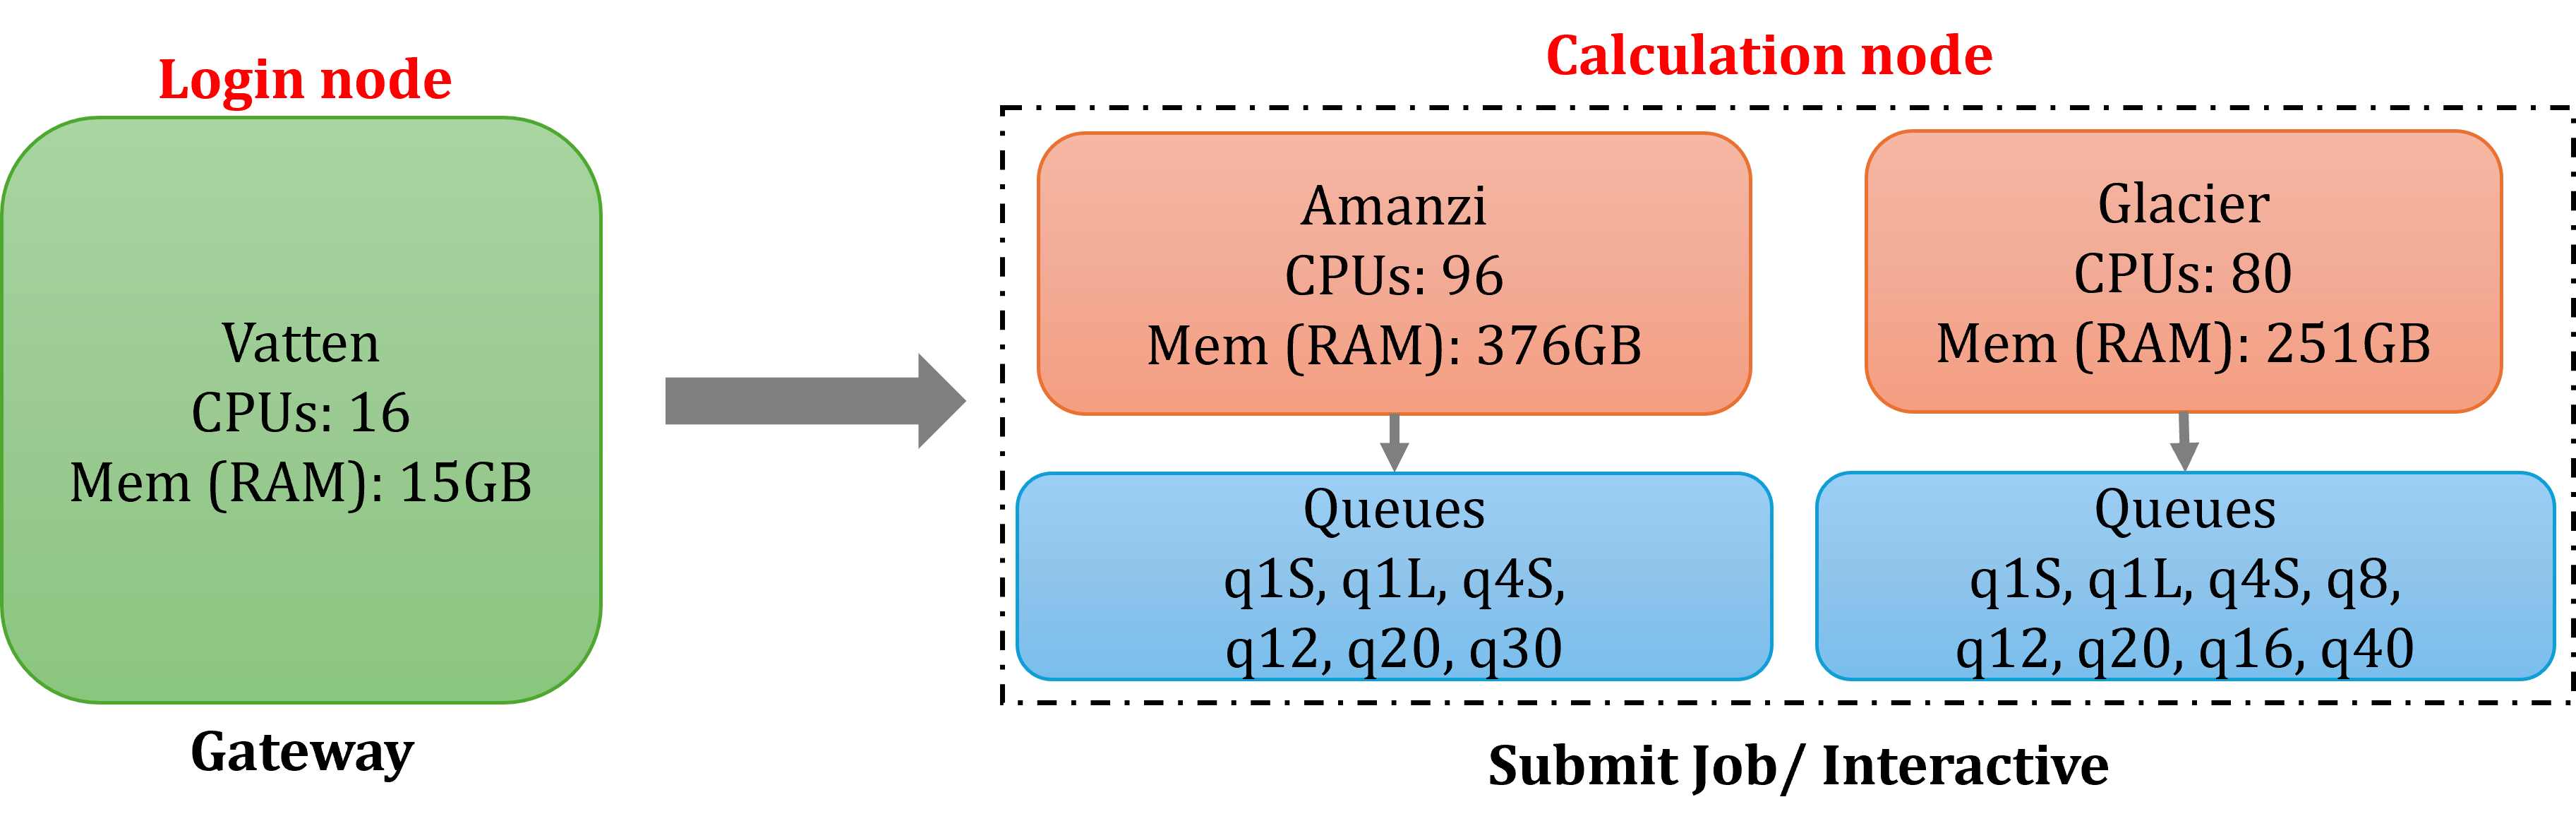 Login node
Vatten
CPUs: 16
Mem (RAM): 15GB
Gateway
Calculation node
Amanzi
CPUs: 96
Mem (RAM): 376GB
Queues
q1S, q1L, q4S,
q12, q20, q30
Glacier
CPUs: 80
Mem (RAM): 251GB
Queues
q1S, q1L, q4S, q8,
q12, q20, q16, q40
Submit Job/ Interactive